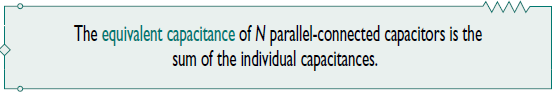 The equivalent capacitance of N parallel-connected capacitors is the
sum of the individual capacitances.